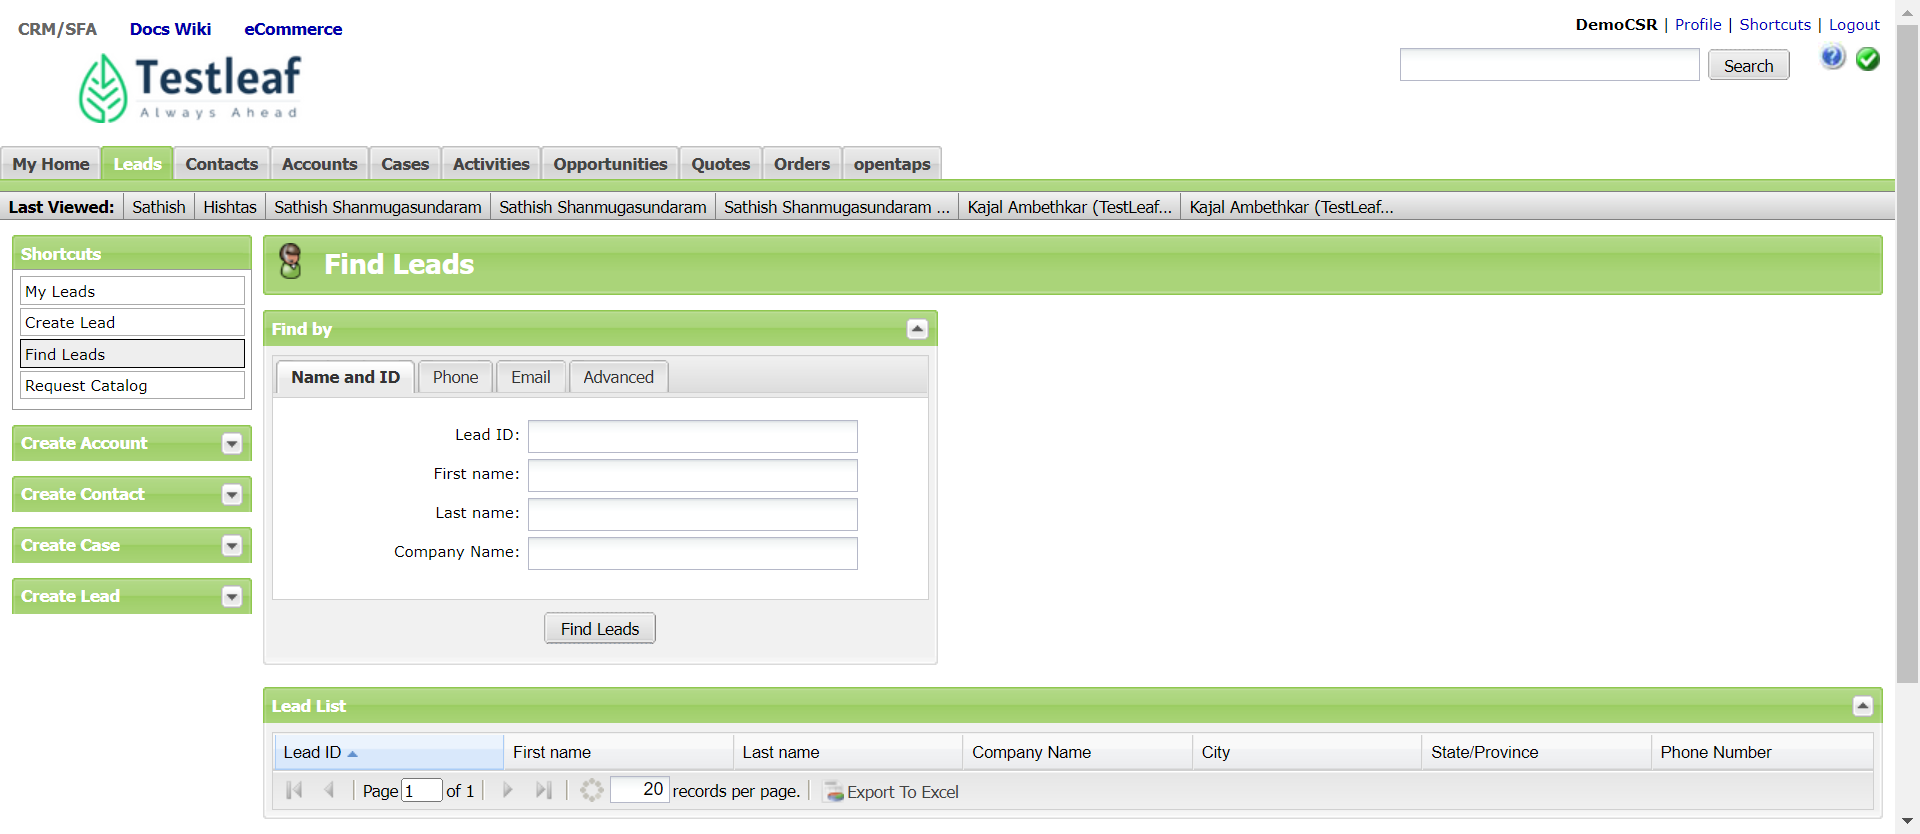 CRM/SFA Docs Wiki eCommerce
DemoCSR | Profile | Shortcuts | Logout
Testleaf
Always Ahead
Search
My Home Leads Contacts Accounts Cases Activities Opportunities Quotes Orders opentaps
Last Viewed: Sathish Hishtas Sathish Shanmugasundaram Sathish Shanmugasundaram Sathish Shanmugasundaram ... Kajal Ambethkar (TestLeaf... Kajal Ambethkar (TestLeaf...
Shortcuts
My Leads
Create Lead
Find Leads
Request Catalog
Create Account
Create Contact
Create Case
Create Lead
Find Leads
Find by
Name and ID Phone Email Advanced
Lead ID:
First name:
Last name:
Company Name:
Find Leads
Lead List
Lead ID First name Last name Company Name City State/Province Phone Number
Page 1 of 1 20 records per page. Export To Excel